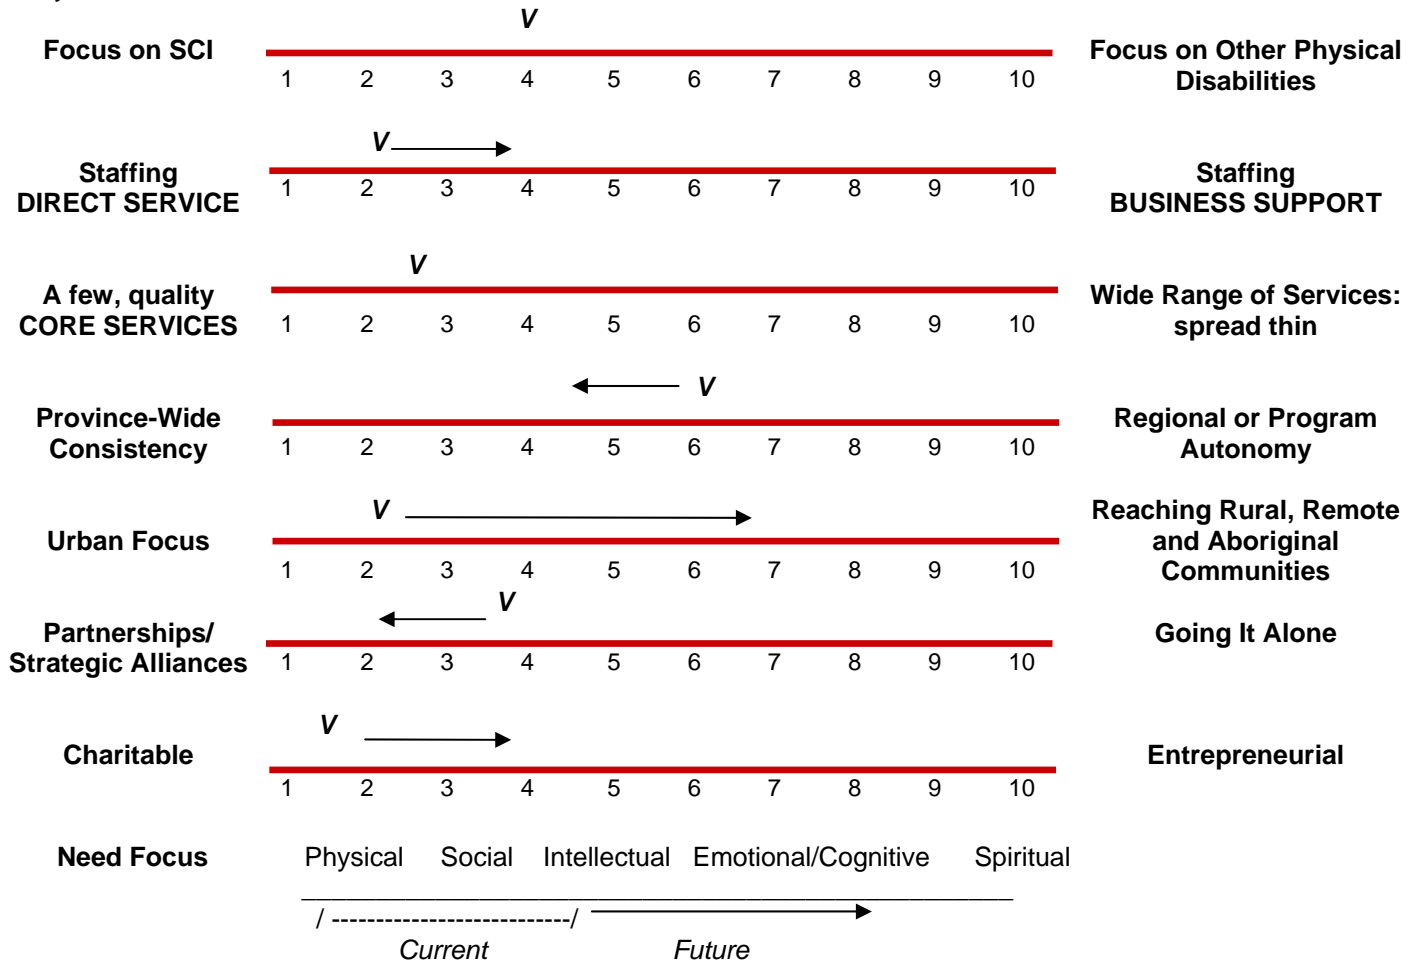 V
Focus on SCI
Focus on Other Physical
Disabilities
1 2 3 4 5 6 7 8 9 10
V
Staffing
DIRECT SERVICE
Staffing
BUSINESS SUPPORT
1 2 3 4 5 6 7 8 9 10
V
A few, quality
CORE SERVICES
Wide Range of Services:
spread thin
1 2 3 4 5 6 7 8 9 10
V
Province-Wide
Consistency
Regional or Program
Autonomy
1 2 3 4 5 6 7 8 9 10
V
Urban Focus
Reaching Rural, Remote
and Aboriginal
Communities
1 2 3 4 5 6 7 8 9 10
V
Partnerships/
Strategic Alliances
Going It Alone
1 2 3 4 5 6 7 8 9 10
V
Charitable
Entrepreneurial
1 2 3 4 5 6 7 8 9 10
Need Focus Physical Social Intellectual Emotional/Cognitive Spiritual
/ --------------------------/
Current Future